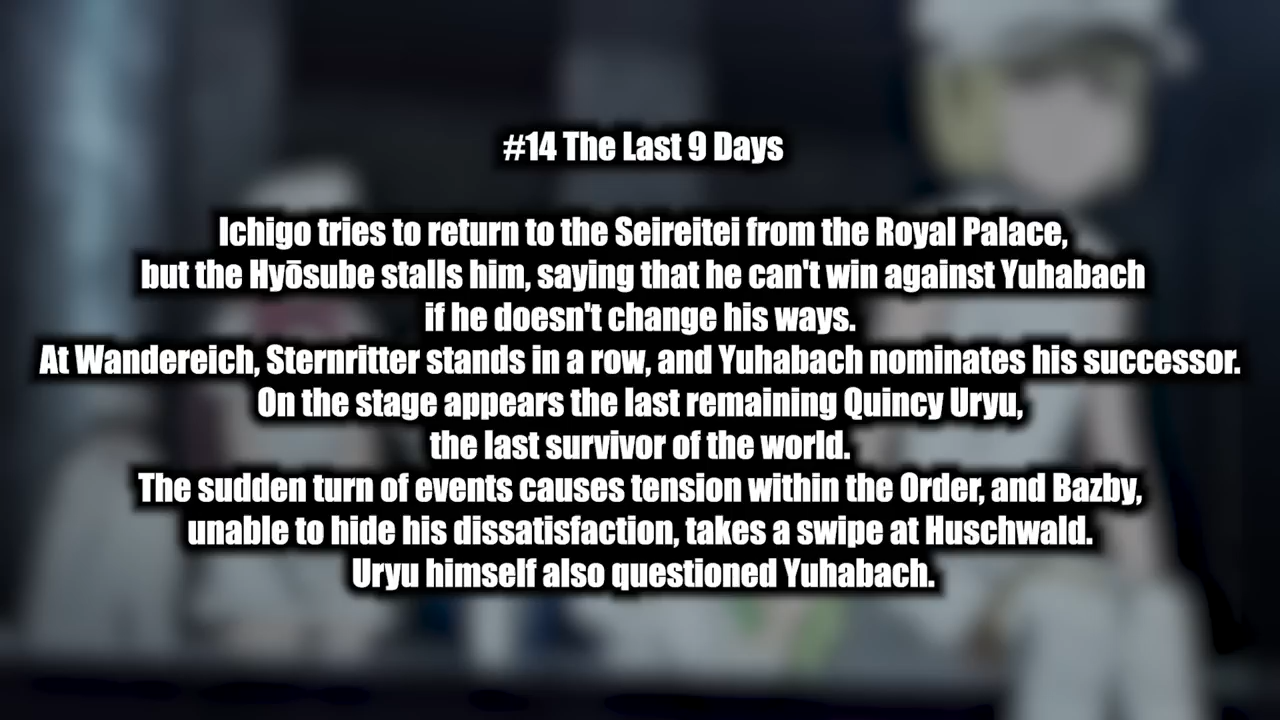 #14 The Last 9 Days
Ichigo tries to return to the Seireitei from the Royal Palace,
but the Hyōsube stalls him, saying that he can't win against Yuhabach
if he doesn't change his ways.
At Wandereich, Sternritter stands in a row, and Yuhabach nominates his successor.
On the stage appears the last remaining Quincy Uryu,
the last survivor of the world.
The sudden turn of events causes tension within the Order, and Bazby,
unable to hide his dissatisfaction, takes a swipe at Huschwald.
Uryu himself also questioned Yuhabach.